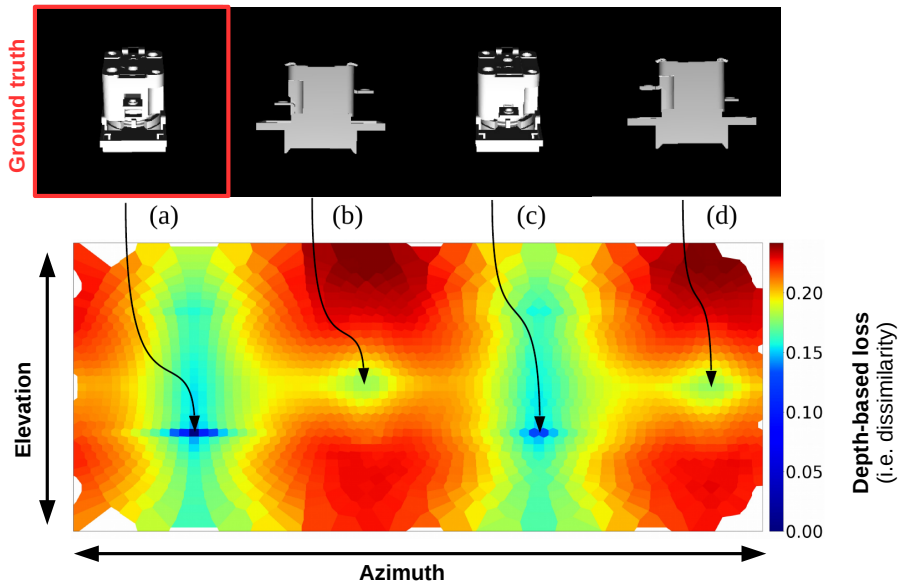 Ground truth
(a)
(b)
(c)
(d)
Elevation
Azimuth
0.20
0.15
0.10
0.05
0.00
Depth-based loss
(i.e. dissimilarity)